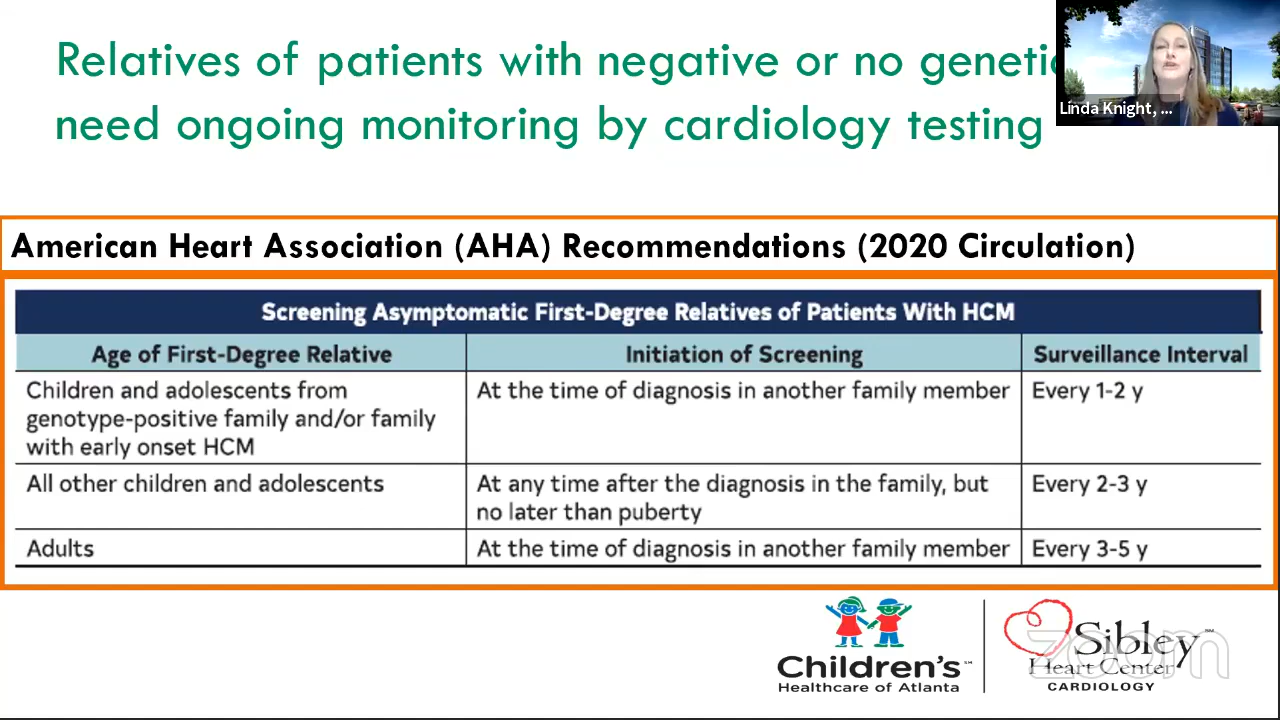 Relatives of patients with negative or no genetic
need ongoing monitoring by cardiology testing
Linda Knight, ...
American Heart Association (AHA) Recommendations (2020 Circulation)
Screening Asymptomatic First-Degree Relatives of Patients With HCM
Age of First-Degree Relative Initiation of Screening Surveillance Interval
Children and adolescents from At the time of diagnosis in another family member Every 1-2 y
genotype-positive family and/or family
with early onset HCM
All other children and adolescents At any time after the diagnosis in the family, but Every 2-3 y
no later than puberty
Adults At the time of diagnosis in another family member Every 3-5 y
Children's℠
Healthcare of Atlanta
Sibley℠
Heart Center
CARDIOLOGY
zoom